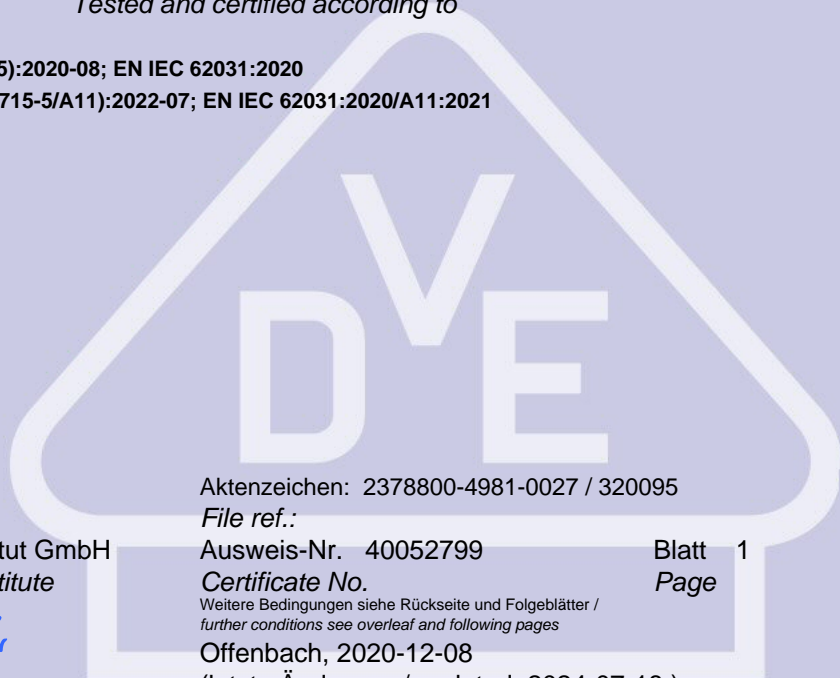 Tested and certified according to
5):2020-08; EN IEC 62031:2020
715-5/A11):2022-07; EN IEC 62031:2020/A11:2021
VDE
Aktenzeichen: 2378800-4981-0027 / 320095
File ref.:
tut GmbH Ausweis-Nr. 40052799 Blatt 1
titute Certificate No. Page
Weitere Bedingungen siehe Rückseite und Folgeblätter /
further conditions see overleaf and following pages
Offenbach, 2020-12-08